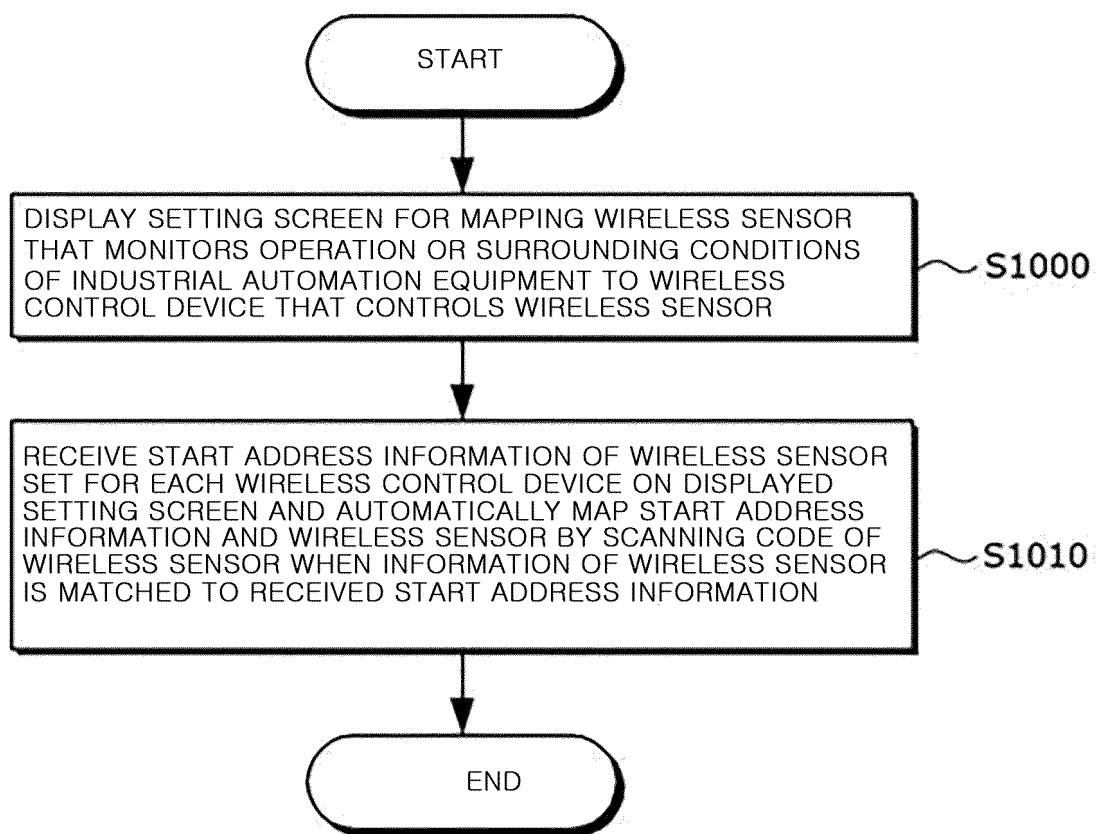 START
DISPLAY SETTING SCREEN FOR MAPPING WIRELESS SENSOR
THAT MONITORS OPERATION OR SURROUNDING CONDITIONS
OF INDUSTRIAL AUTOMATION EQUIPMENT TO WIRELESS
CONTROL DEVICE THAT CONTROLS WIRELESS SENSOR
S1000
RECEIVE START ADDRESS INFORMATION OF WIRELESS SENSOR
SET FOR EACH WIRELESS CONTROL DEVICE ON DISPLAYED
SETTING SCREEN AND AUTOMATICALLY MAP START ADDRESS
INFORMATION AND WIRELESS SENSOR BY SCANNING CODE OF
WIRELESS SENSOR WHEN INFORMATION OF WIRELESS SENSOR
IS MATCHED TO RECEIVED START ADDRESS INFORMATION
S1010
END